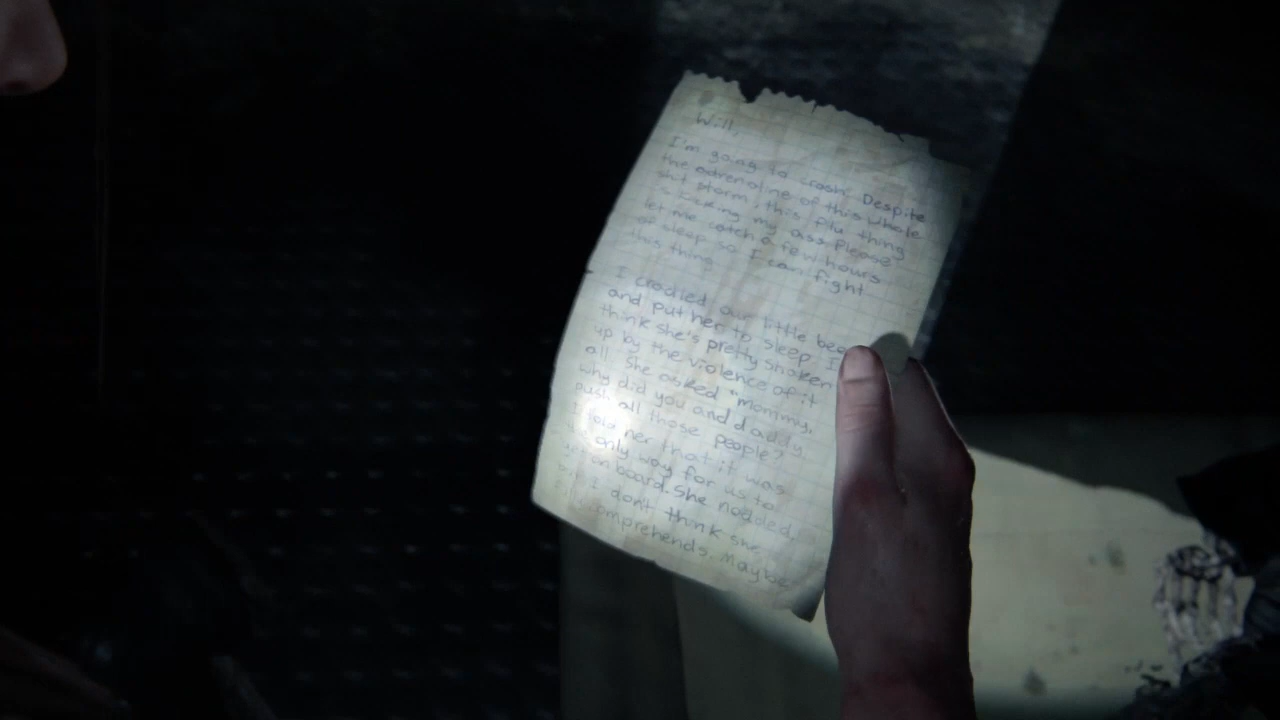 Will,
I'm going to crash. Despite
the adrenaline of this whole
shit storm, this flu thing
is kicking my ass. Please
let me catch a few hours
of sleep so I can fight
this thing.
I cradled our little
and put her to sleep. I
think she's pretty shaken
up by the violence of it
all. She asked "mommy,
why did you and daddy
push all those people?"
I told her that it was
only way for us to
on board. She nodded,
I don't think she
comprehends. Maybe